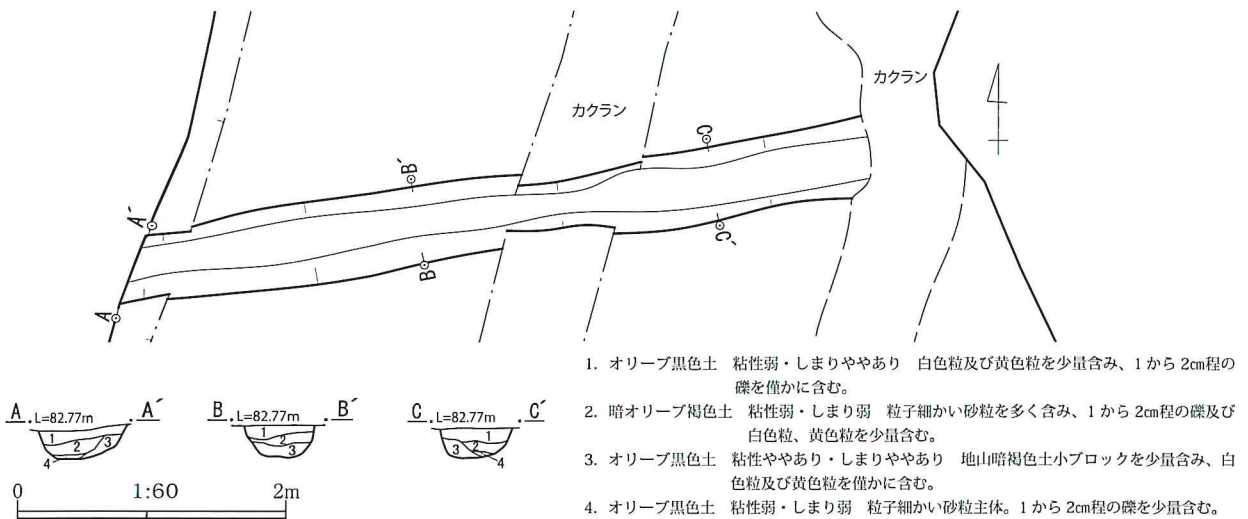 カクラン
カクラン
A´
A
B´
B
C
C´
A L=82.77m A´
1
2
3
4
B L=82.77m B´
1
2
3
C L=82.77m C´
1
2
3
4
0 1:60 2m
1. オリーブ黒色土 粘性弱・しまりややあり 白色粒及び黄色粒を少量含み、1から2㎝程の
礫を僅かに含む。
2. 暗オリーブ褐色土 粘性弱・しまり弱 粒子細かい砂粒を多く含み、1から2㎝程の礫及び
白色粒、黄色粒を少量含む。
3. オリーブ黒色土 粘性ややあり・しまりややあり 地山暗褐色土小ブロックを少量含み、白
色粒及び黄色粒を僅かに含む。
4. オリーブ黒色土 粘性弱・しまり弱 粒子細かい砂粒主体。1から2㎝程の礫を少量含む。